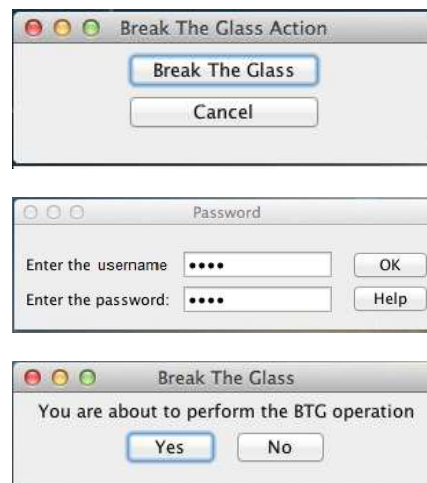 Break The Glass Action
Break The Glass
Cancel
Password
Enter the username •••• OK
Enter the password: •••• Help
Break The Glass
You are about to perform the BTG operation
Yes No